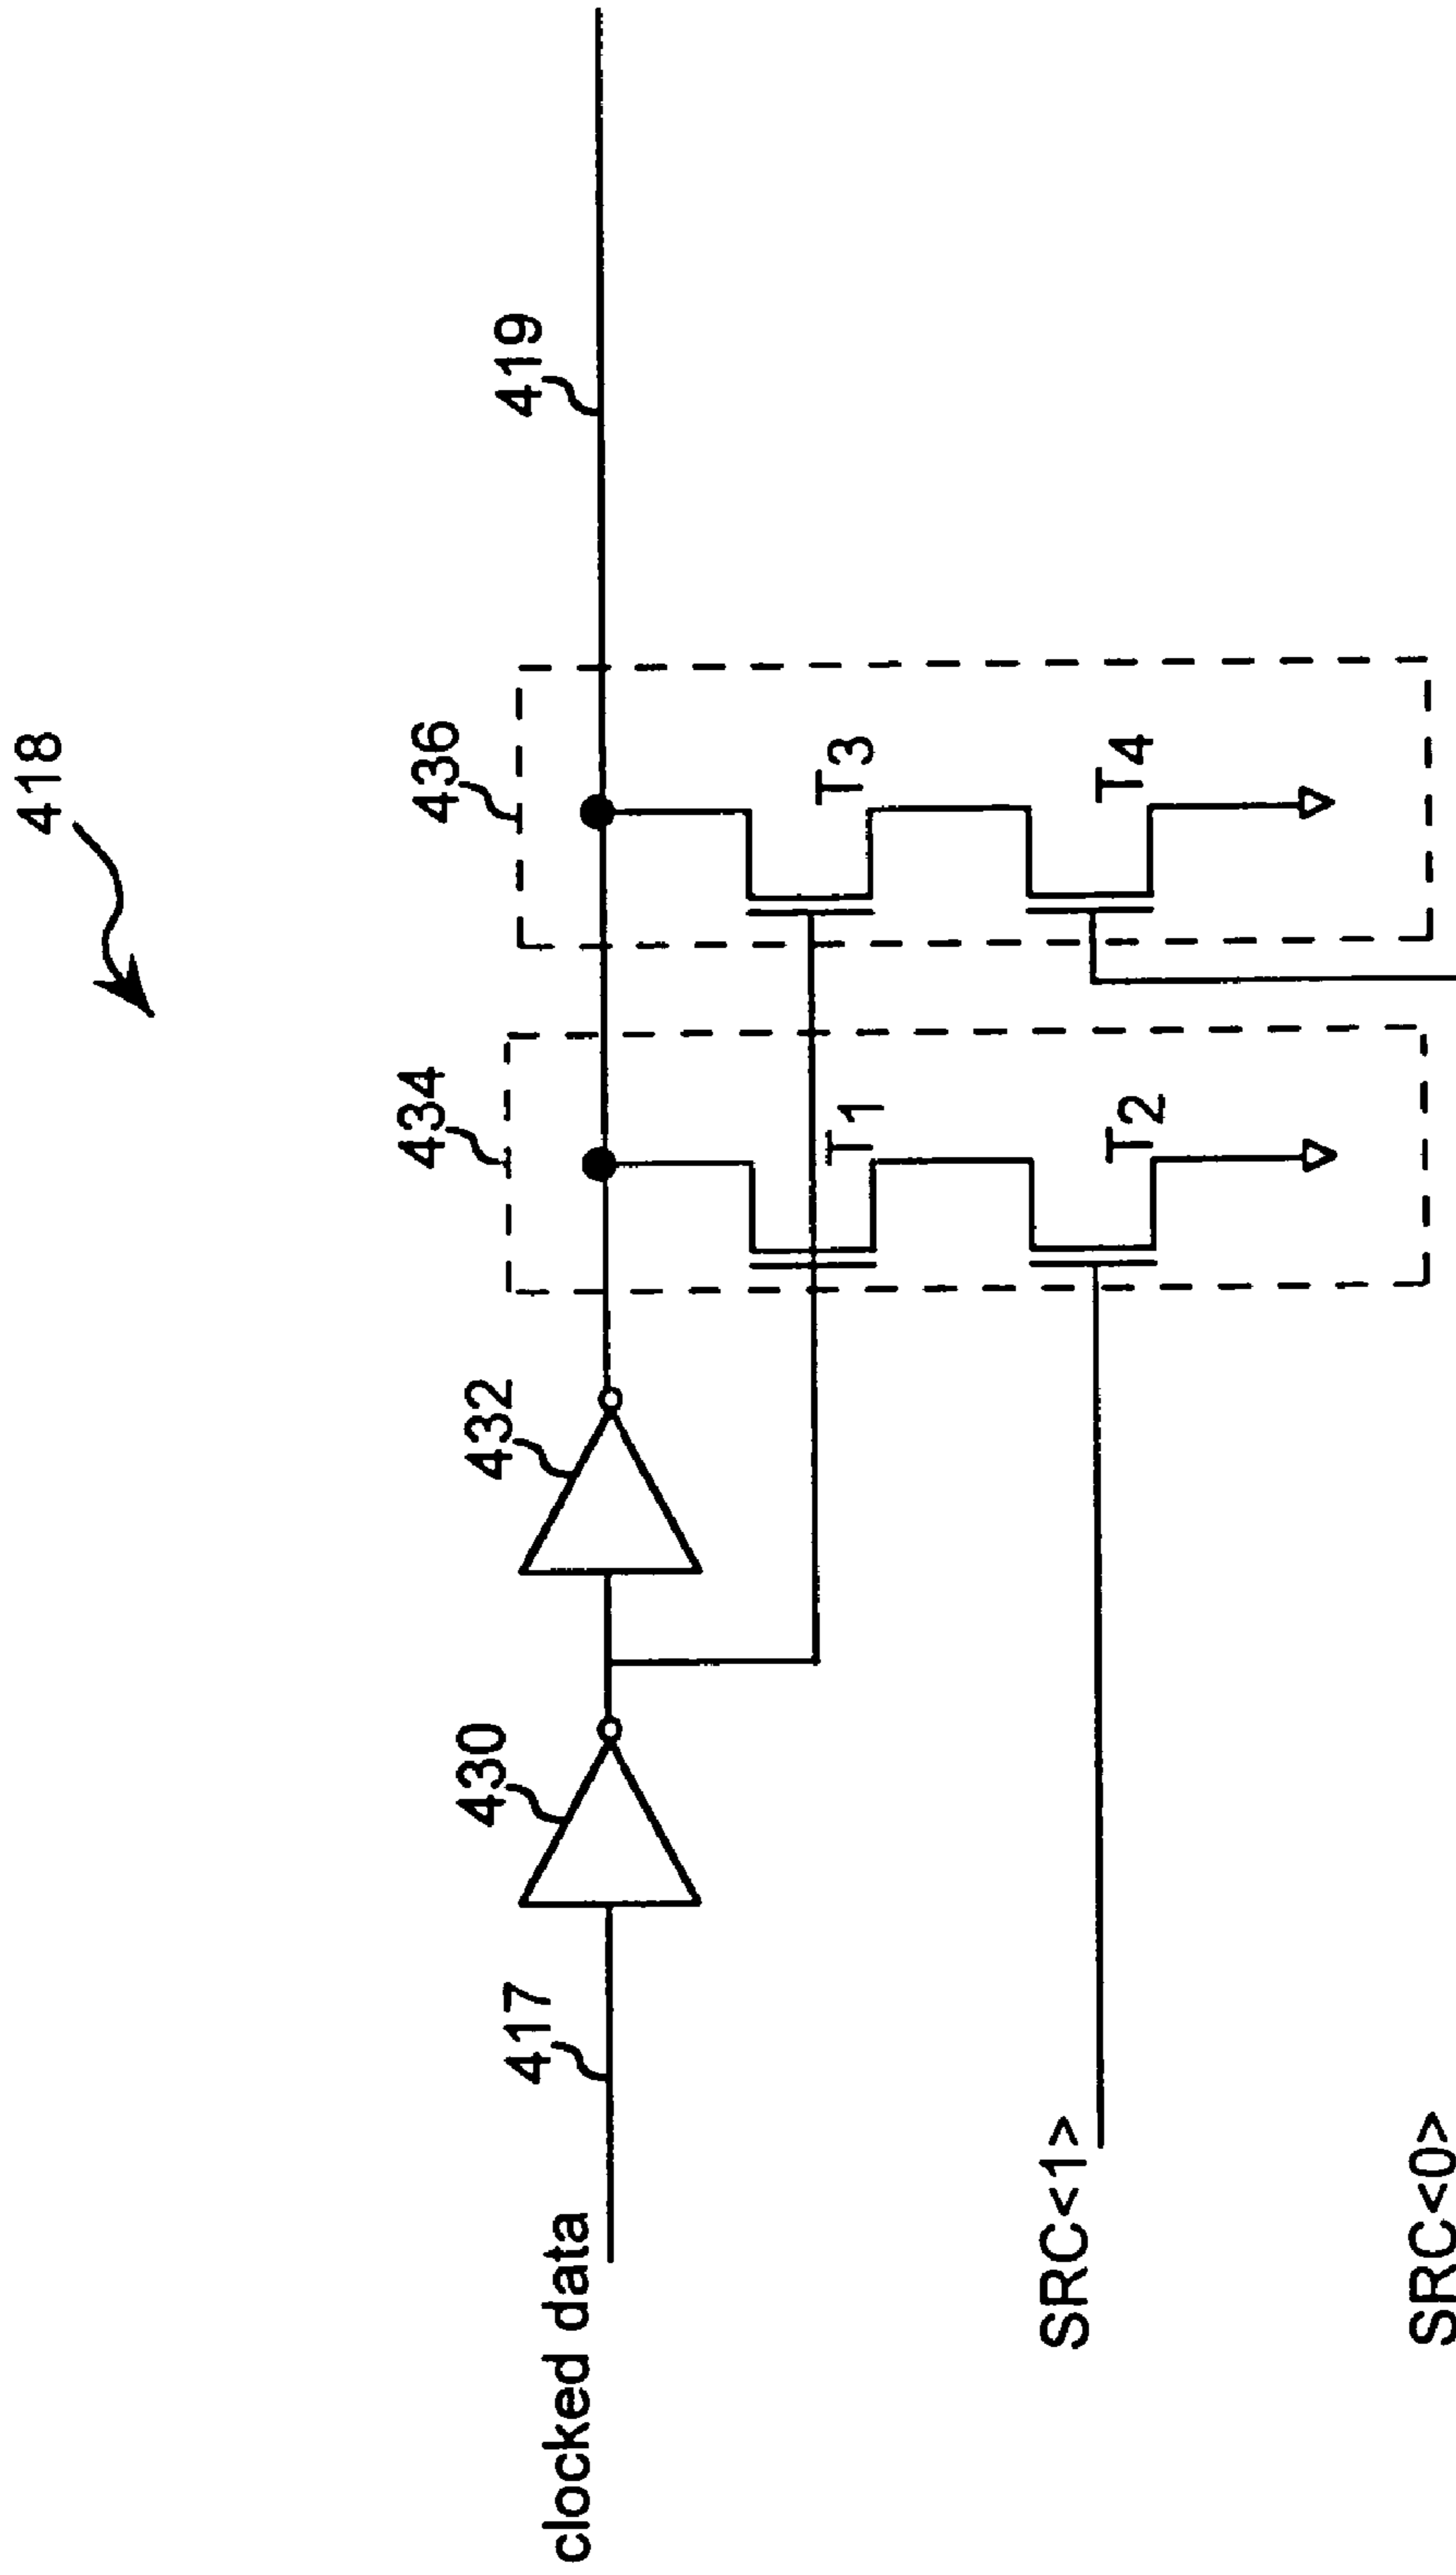 418
clocked data
417
430
432
434
436
419
T1
T3
SRC<1>
T2
T4
SRC<0>